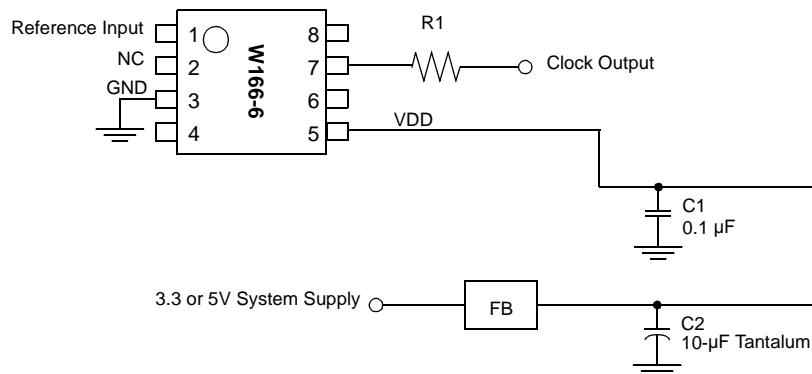 Reference Input
NC
GND
1
2
3
4
W166-6
8
7
6
5
R1
Clock Output
VDD
C1
0.1 µF
3.3 or 5V System Supply
FB
C2
10-µF Tantalum